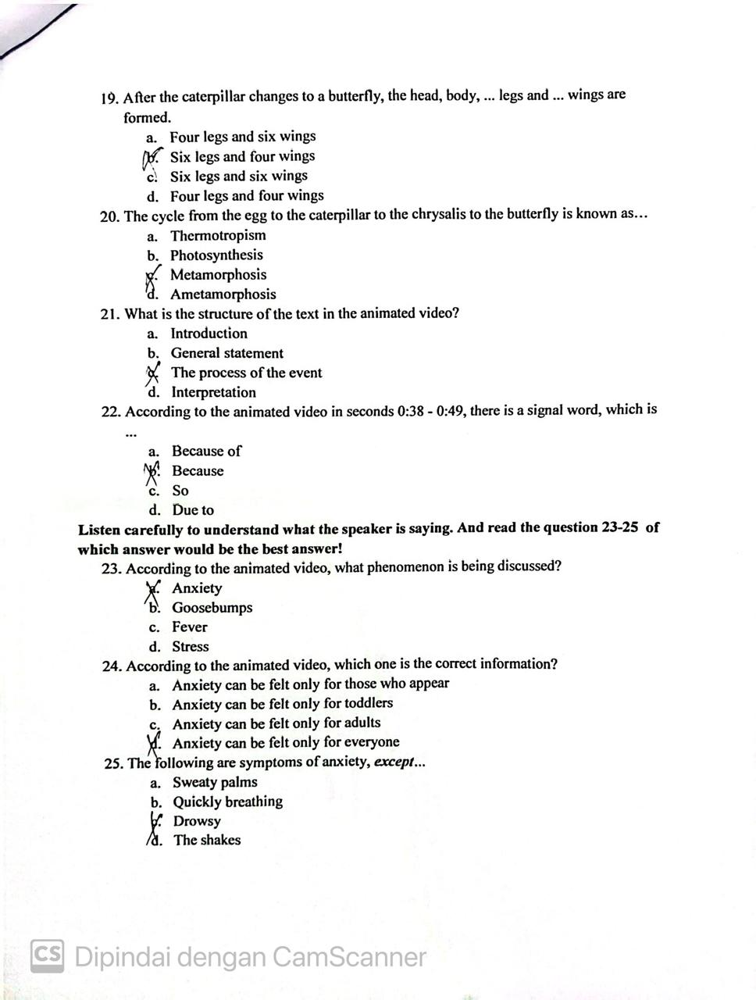 19. After the caterpillar changes to a butterfly, the head, body, ... legs and ... wings are
formed.
a. Four legs and six wings
b. Six legs and four wings
c. Six legs and six wings
d. Four legs and four wings
20. The cycle from the egg to the caterpillar to the chrysalis to the butterfly is known as...
a. Thermotropism
b. Photosynthesis
c. Metamorphosis
d. Ametamorphosis
21. What is the structure of the text in the animated video?
a. Introduction
b. General statement
c. The process of the event
d. Interpretation
22. According to the animated video in seconds 0:38 - 0:49, there is a signal word, which is
...
a. Because of
b. Because
c. So
d. Due to
Listen carefully to understand what the speaker is saying. And read the question 23-25 of
which answer would be the best answer!
23. According to the animated video, what phenomenon is being discussed?
a. Anxiety
b. Goosebumps
c. Fever
d. Stress
24. According to the animated video, which one is the correct information?
a. Anxiety can be felt only for those who appear
b. Anxiety can be felt only for toddlers
c. Anxiety can be felt only for adults
d. Anxiety can be felt only for everyone
25. The following are symptoms of anxiety, except...
a. Sweaty palms
b. Quickly breathing
c. Drowsy
d. The shakes
CS Dipindai dengan CamScanner